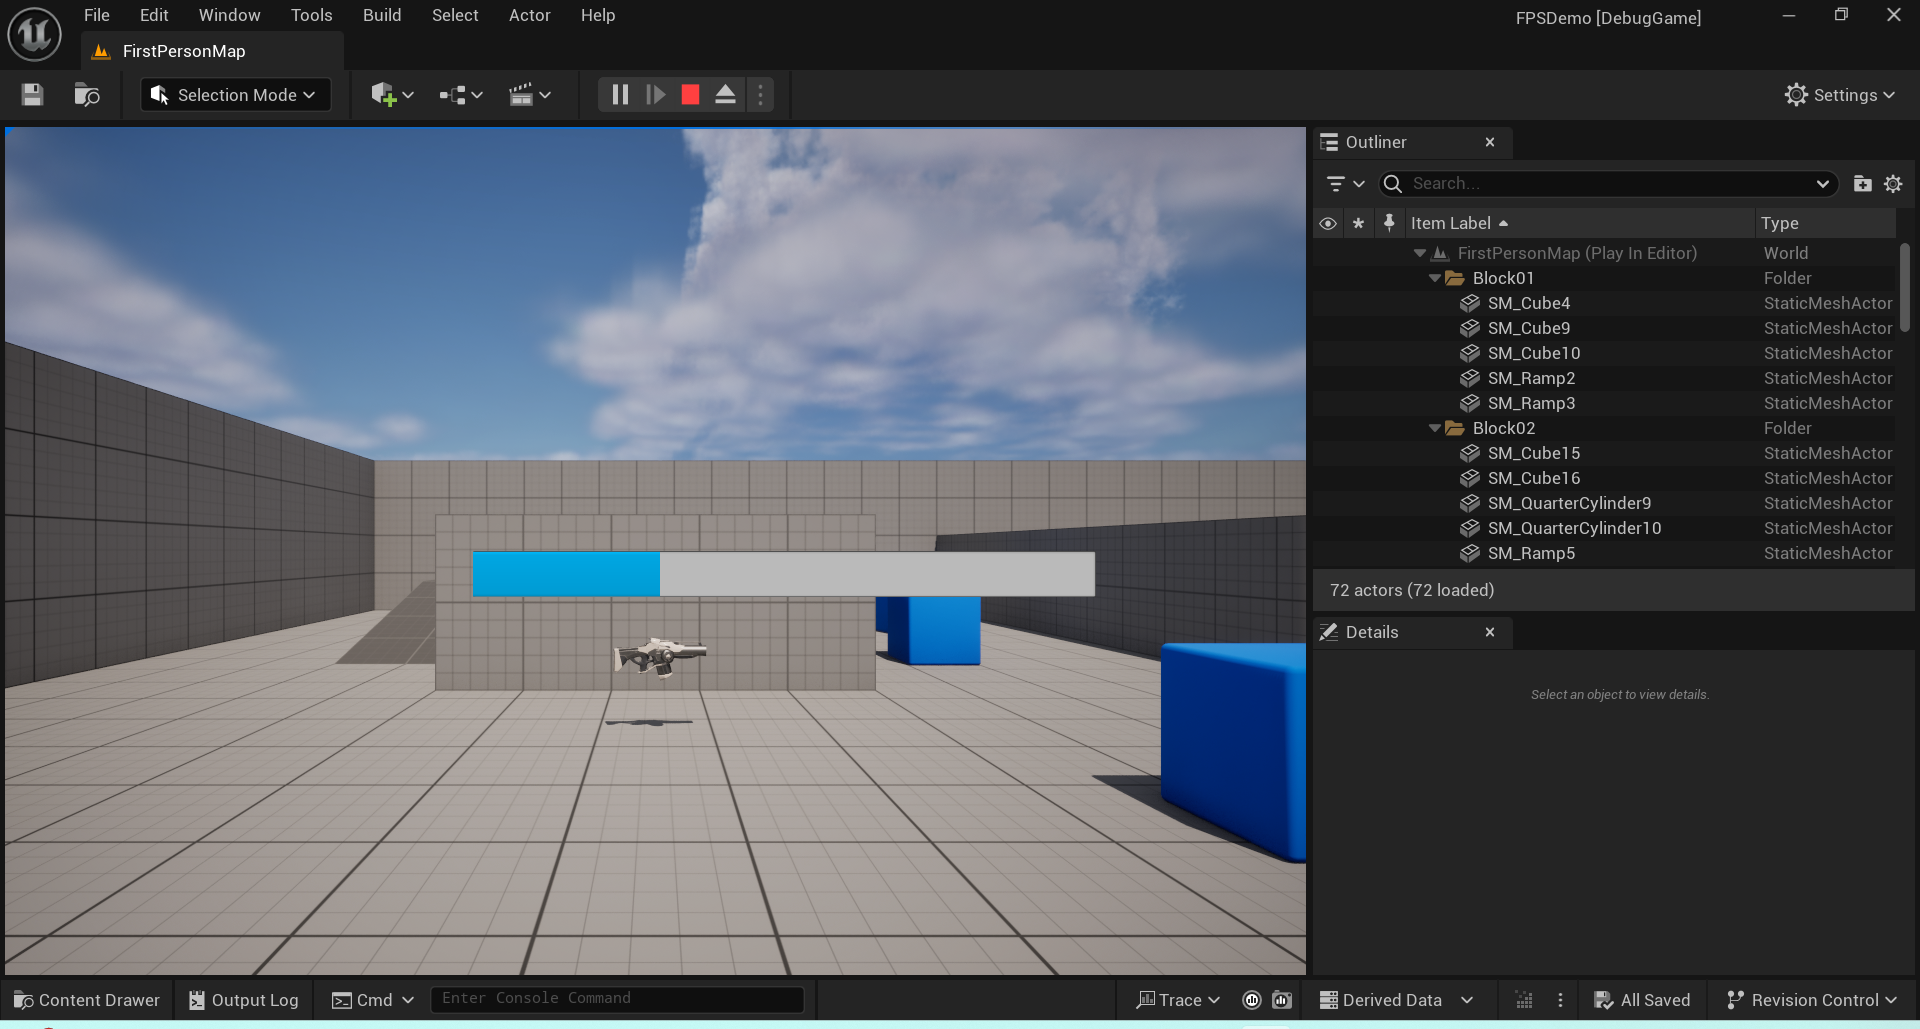 File Edit Window Tools Build Select Actor Help
FPSDemo [DebugGame]
FirstPersonMap
Selection Mode
Settings
Outliner
Search...
Item Label Type
FirstPersonMap (Play In Editor) World
Block01 Folder
SM_Cube4 StaticMeshActor
SM_Cube9 StaticMeshActor
SM_Cube10 StaticMeshActor
SM_Ramp2 StaticMeshActor
SM_Ramp3 StaticMeshActor
Block02 Folder
SM_Cube15 StaticMeshActor
SM_Cube16 StaticMeshActor
SM_QuarterCylinder9 StaticMeshActor
SM_QuarterCylinder10 StaticMeshActor
SM_Ramp5 StaticMeshActor
72 actors (72 loaded)
Details
Select an object to view details.
Content Drawer Output Log Cmd Enter Console Command Trace Derived Data All Saved Revision Control